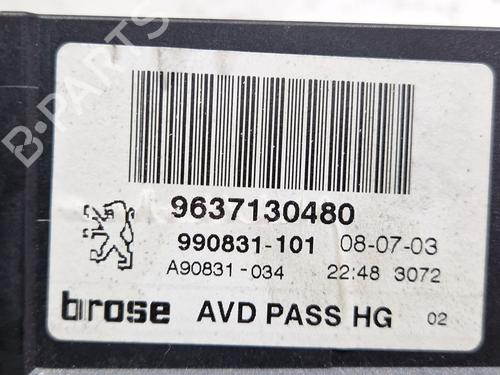 B-PARTS
9637130480
990831-101 08-07-03
A90831-034 22:48 3072
brose AVD PASS HG 02